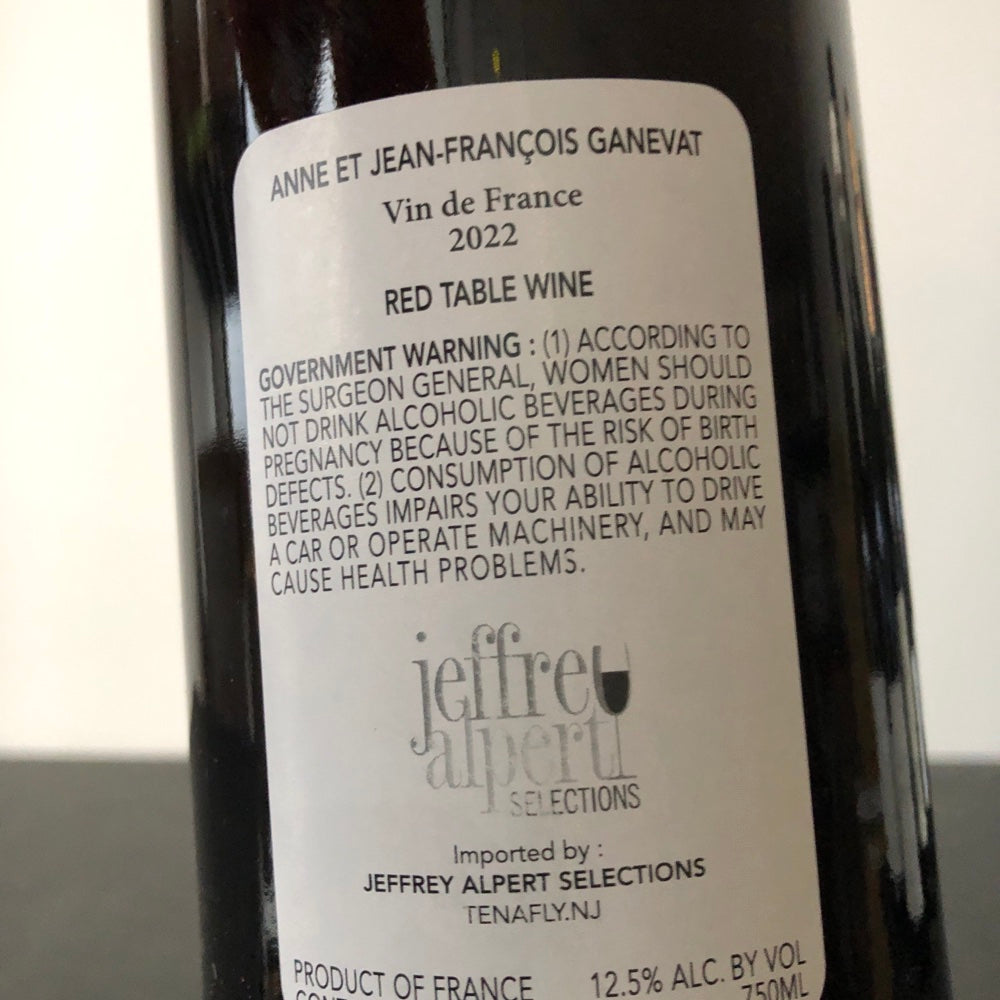 ANNE ET JEAN-FRANÇOIS GANEVAT
Vin de France
2022
RED TABLE WINE
GOVERNMENT WARNING : (1) ACCORDING TO
THE SURGEON GENERAL, WOMEN SHOULD
NOT DRINK ALCOHOLIC BEVERAGES DURING
PREGNANCY BECAUSE OF THE RISK OF BIRTH
DEFECTS. (2) CONSUMPTION OF ALCOHOLIC
BEVERAGES IMPAIRS YOUR ABILITY TO DRIVE
A CAR OR OPERATE MACHINERY, AND MAY
CAUSE HEALTH PROBLEMS.
jeffrey
alpert
SELECTIONS
Imported by :
JEFFREY ALPERT SELECTIONS
TENAFLY.NJ
PRODUCT OF FRANCE 12.5% ALC. BY VOL
750ML